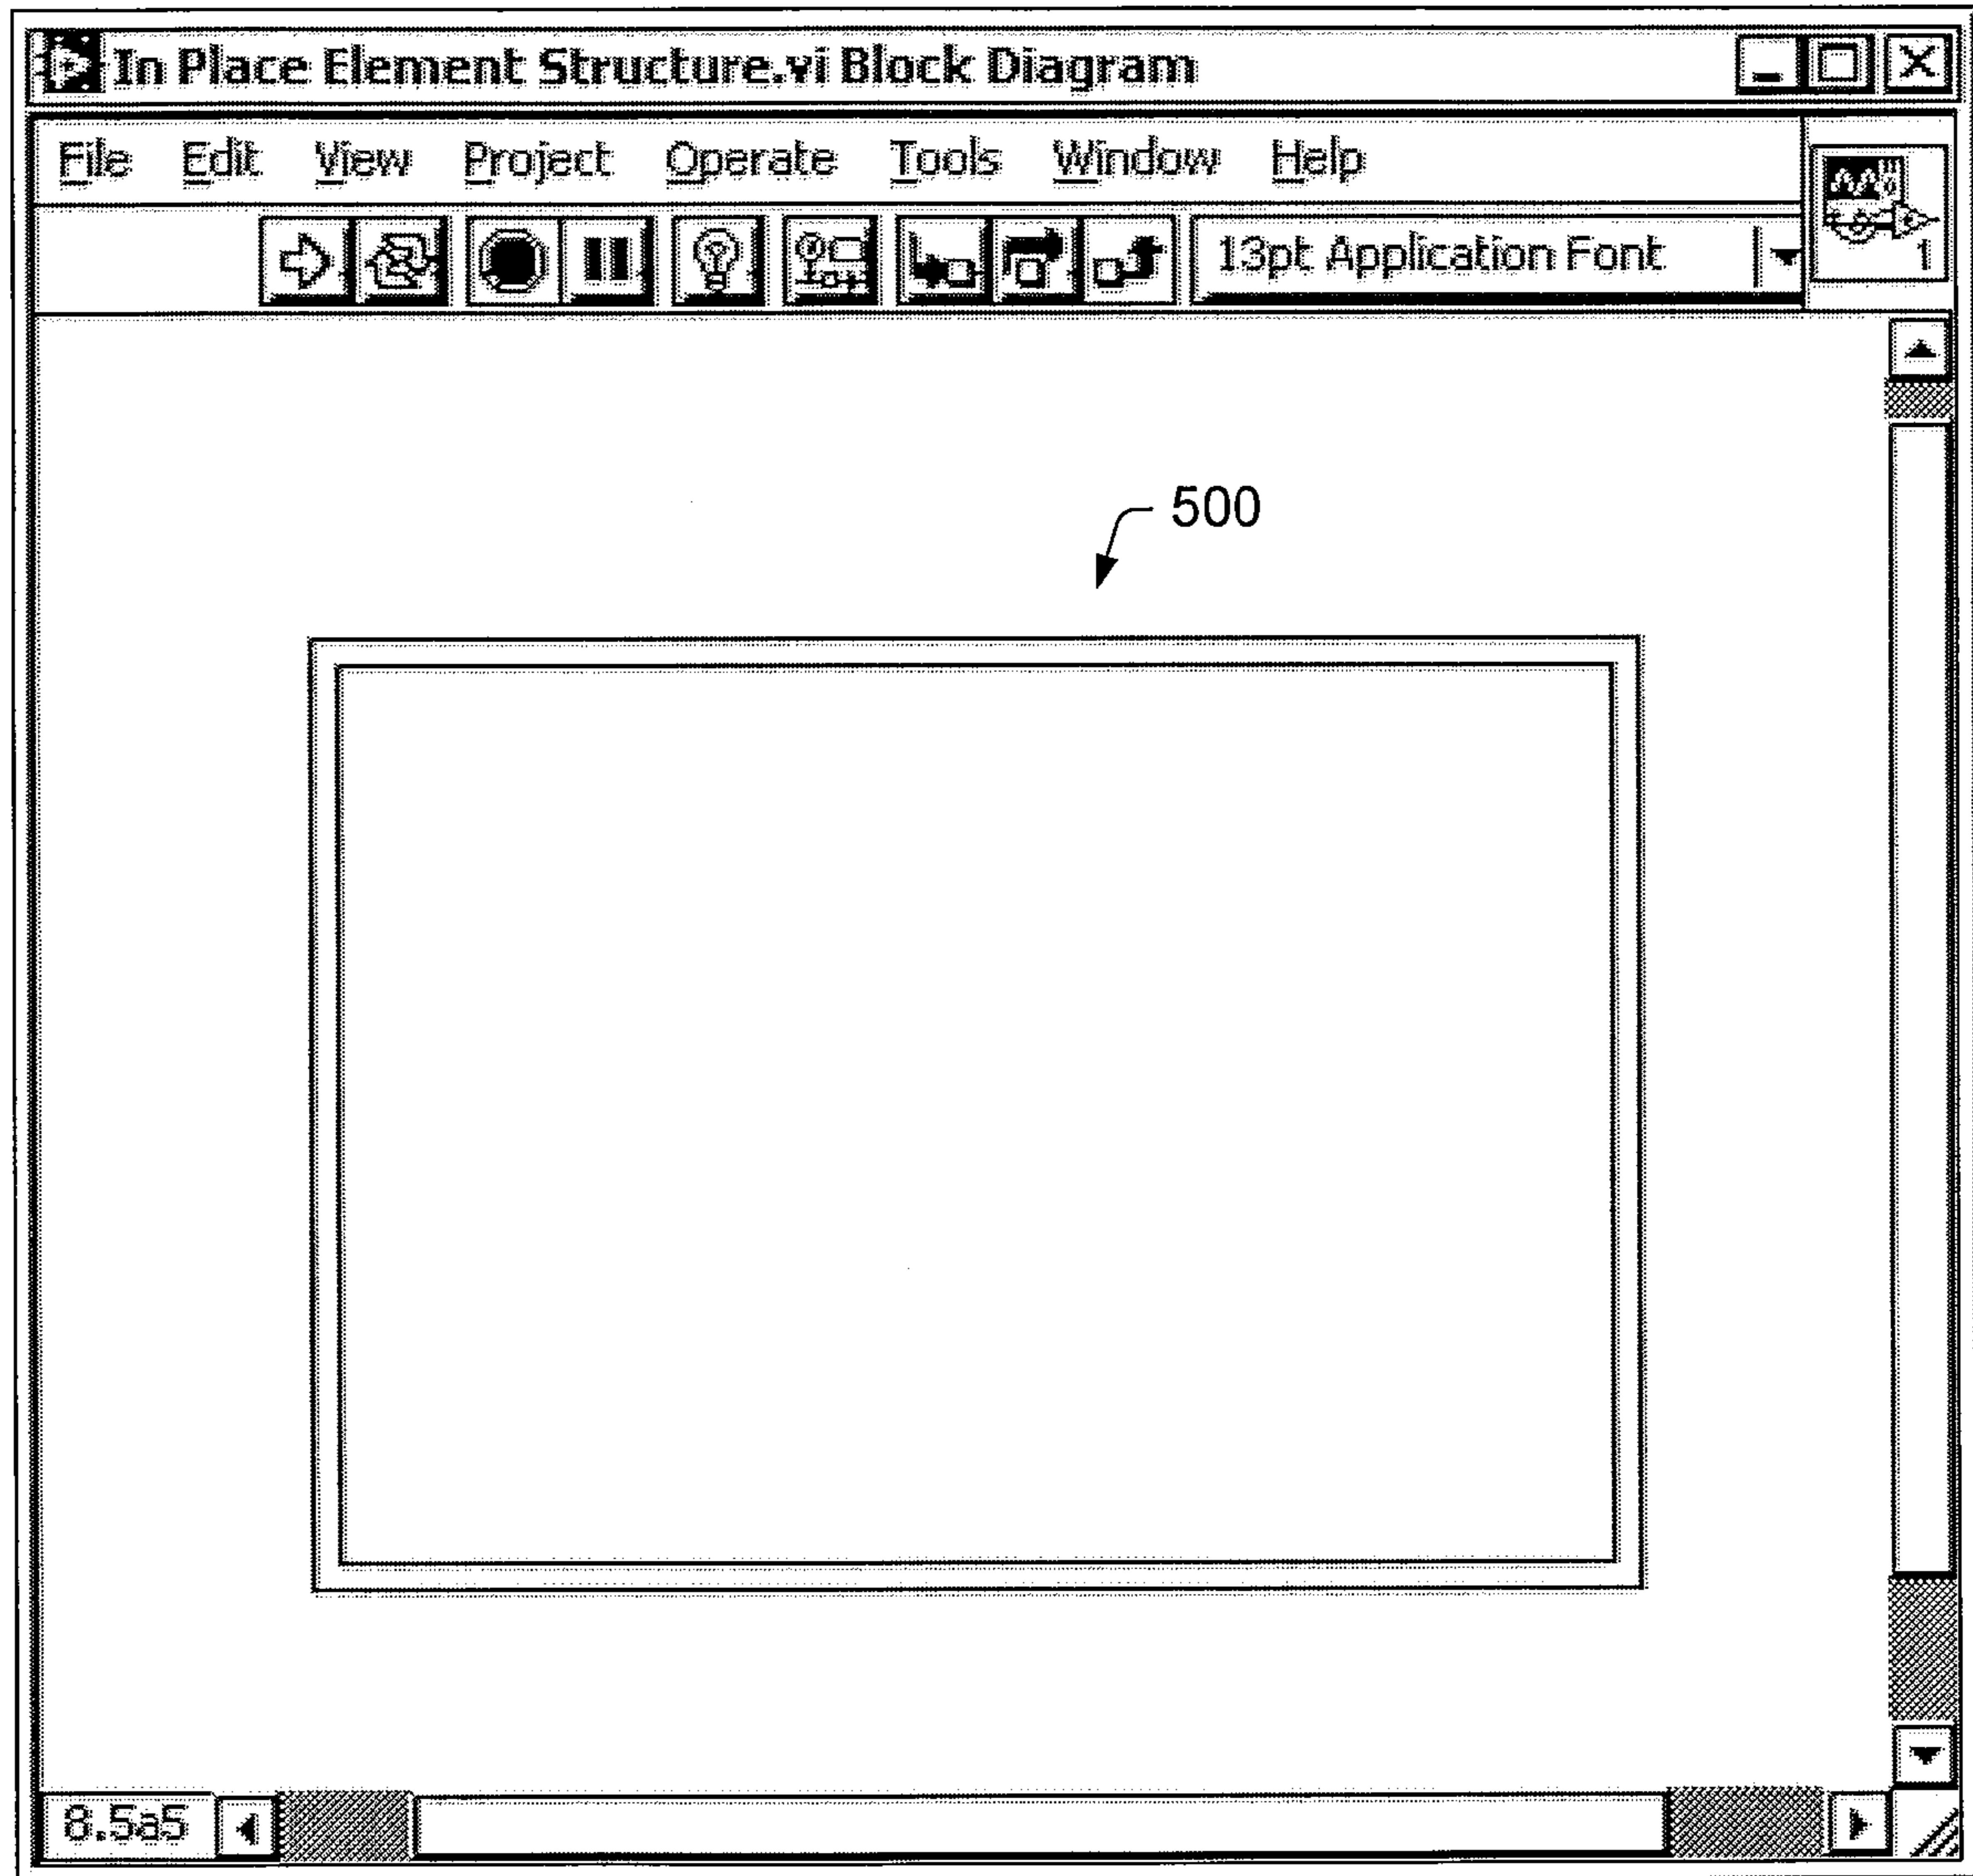 In Place Element Structure.vi Block Diagram
File Edit View Project Operate Tools Window Help
13pt Application Font
1
500
8.5a5